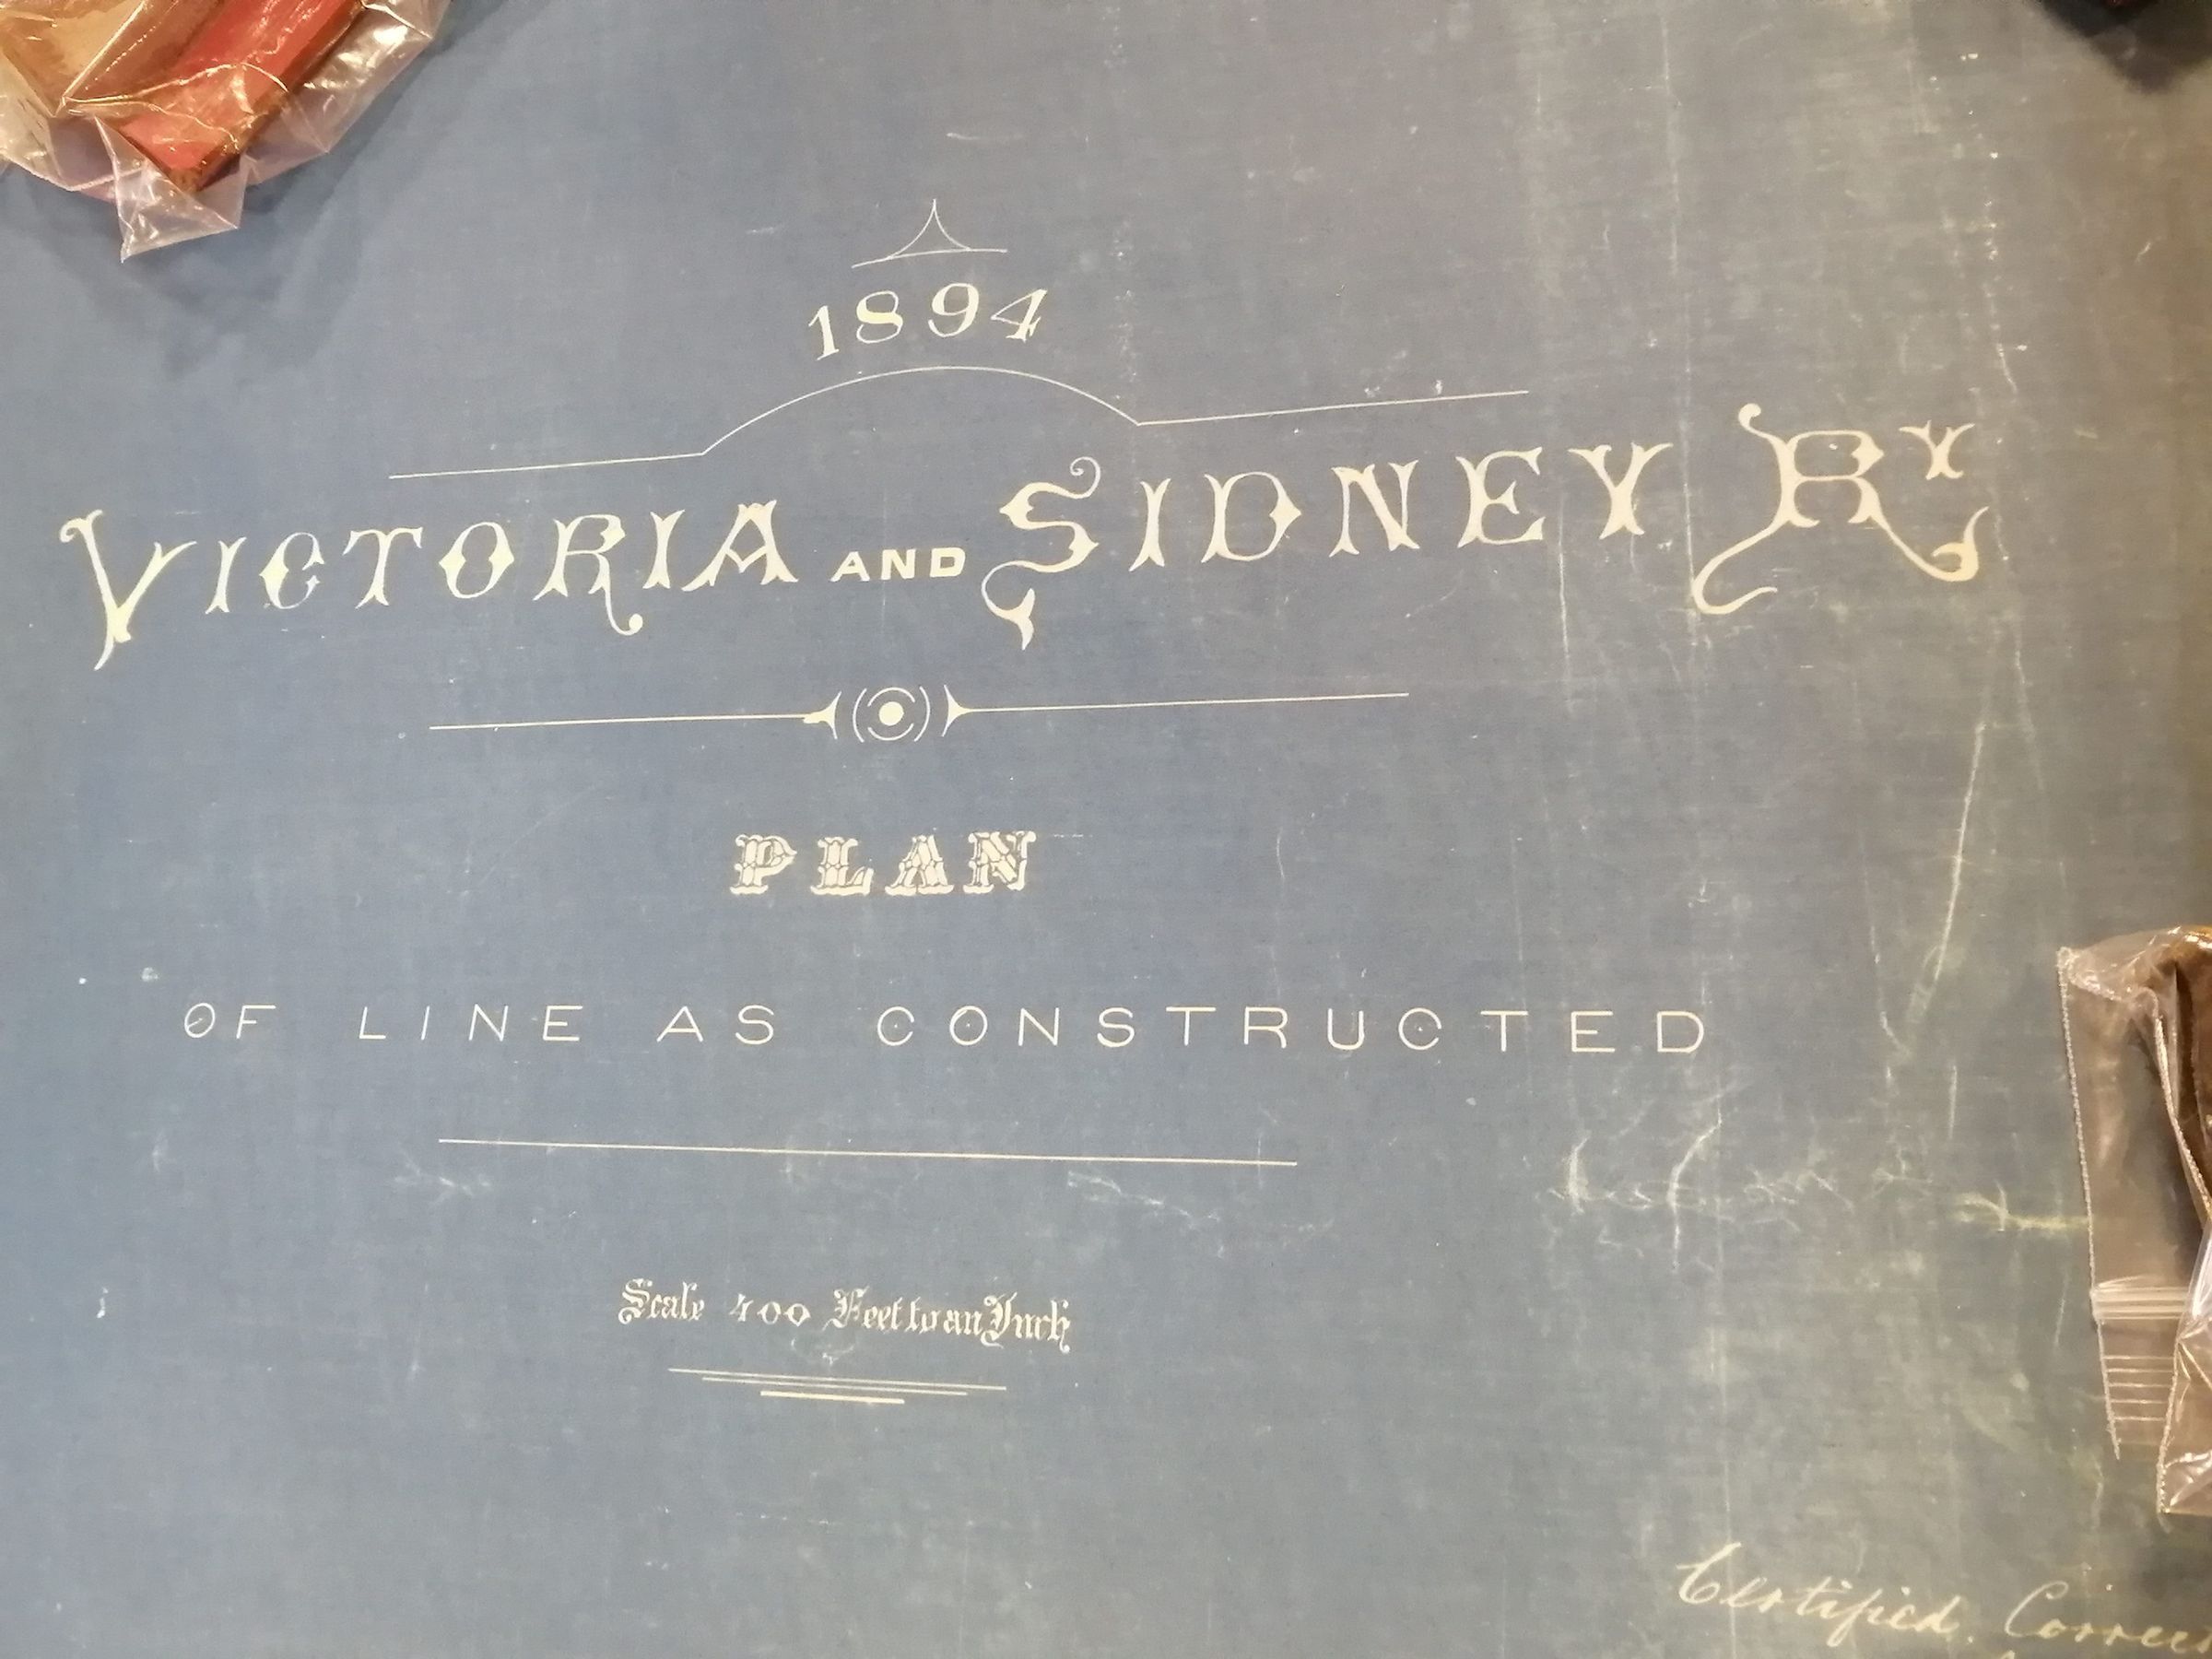 1894
VICTORIA AND SIDNEY RY
PLAN
OF LINE AS CONSTRUCTED
Scale 400 Feet to an Inch
Certified Correct